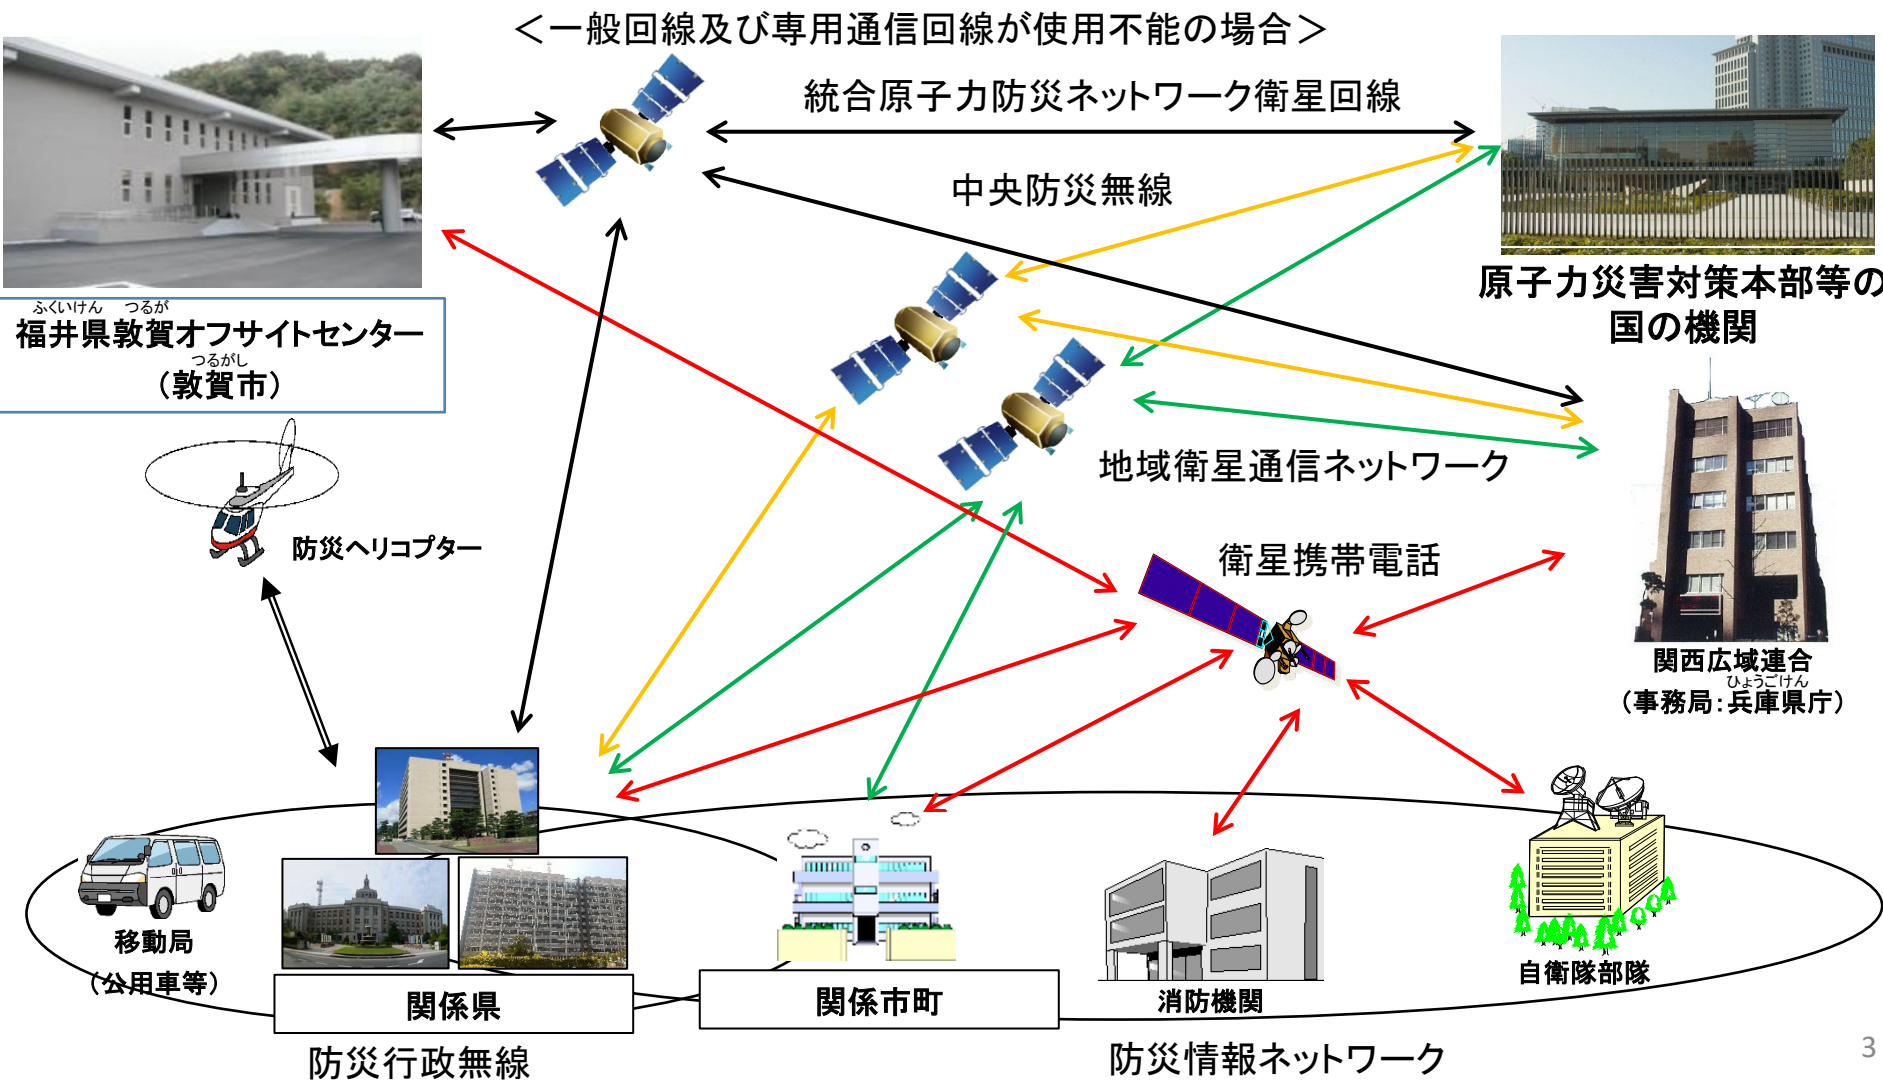 ＜一般回線及び専用通信回線が使用不能の場合＞
統合原子力防災ネットワーク衛星回線
中央防災無線
原子力災害対策本部等の
国の機関
ふくいけん つるが
福井県敦賀オフサイトセンター
つるがし
（敦賀市）
地域衛星通信ネットワーク
防災ヘリコプター
衛星携帯電話
関西広域連合
ひょうごけん
（事務局：兵庫県庁）
移動局
（公用車等）
関係県
関係市町
消防機関
自衛隊部隊
防災行政無線
防災情報ネットワーク
3